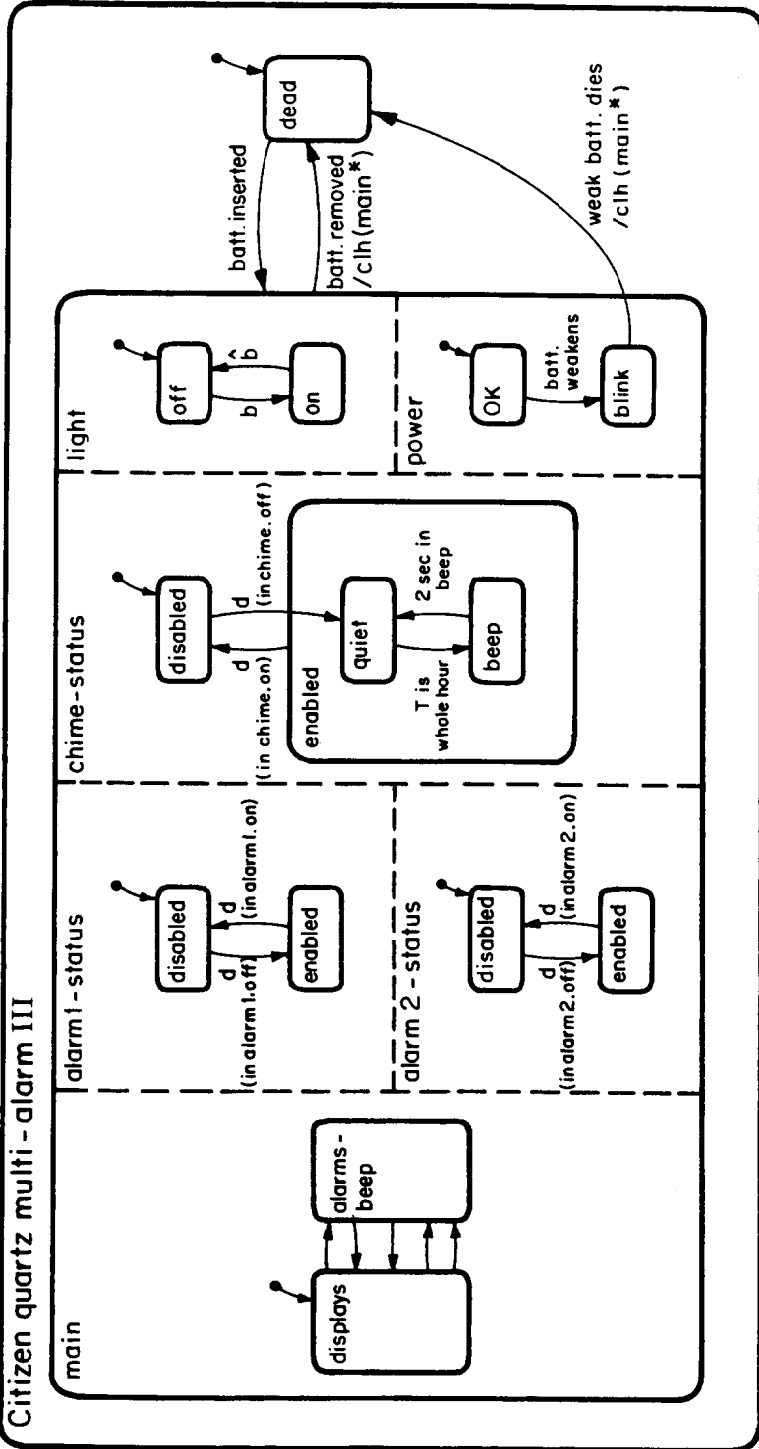 Citizen quartz multi-alarm III
main
displays
alarms-
beep
alarm1-status
disabled
d
(in alarm1.off)
d
(in alarm1.on)
enabled
alarm 2-status
disabled
d
(in alarm2.off)
d
(in alarm2.on)
enabled
chime-status
disabled
d
(in chime.on)
d
(in chime.off)
enabled
quiet
T is
whole hour
2 sec in
beep
beep
light
off
b
b̂
on
power
OK
batt.
weakens
blink
batt. inserted
batt. removed
/clh (main*)
dead
weak batt. dies
/clh (main*)